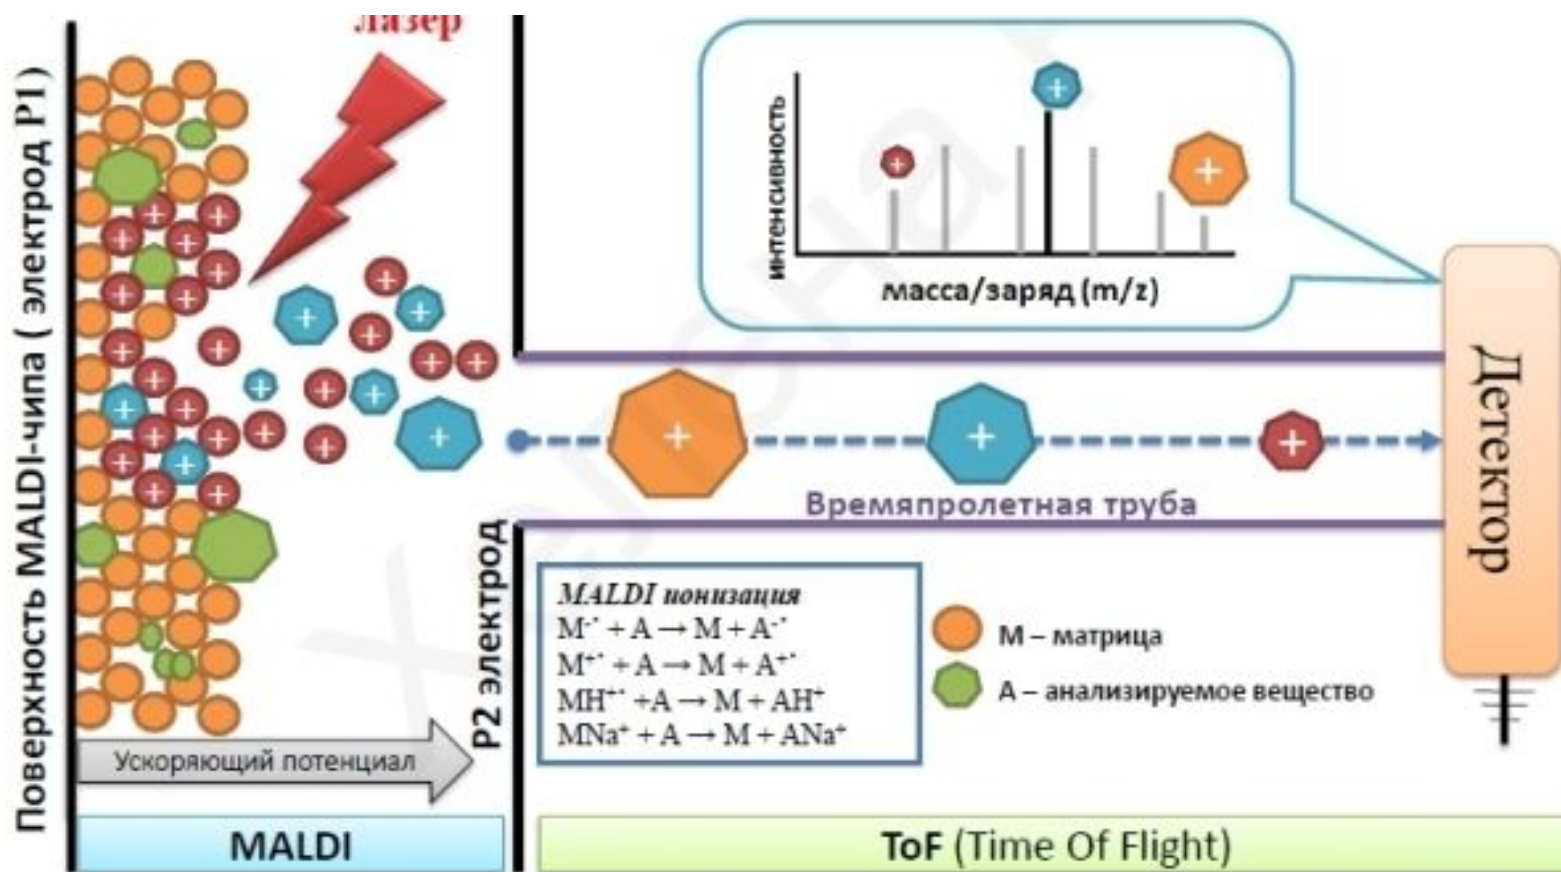 лазер
Поверхность MALDI-чипа ( электрод P1)
интенсивность
+
+
+
масса/заряд (m/z)
Детектор
+
+
+
Времяпролетная труба
P2 электрод
MALDI ионизация
M⁻˙ + A → M + A⁻˙
M⁺˙ + A → M + A⁺˙
MH⁺˙ +A → M + AH⁺
MNa⁺ + A → M + ANa⁺
M – матрица
A – анализируемое вещество
Ускоряющий потенциал
MALDI
ToF (Time Of Flight)